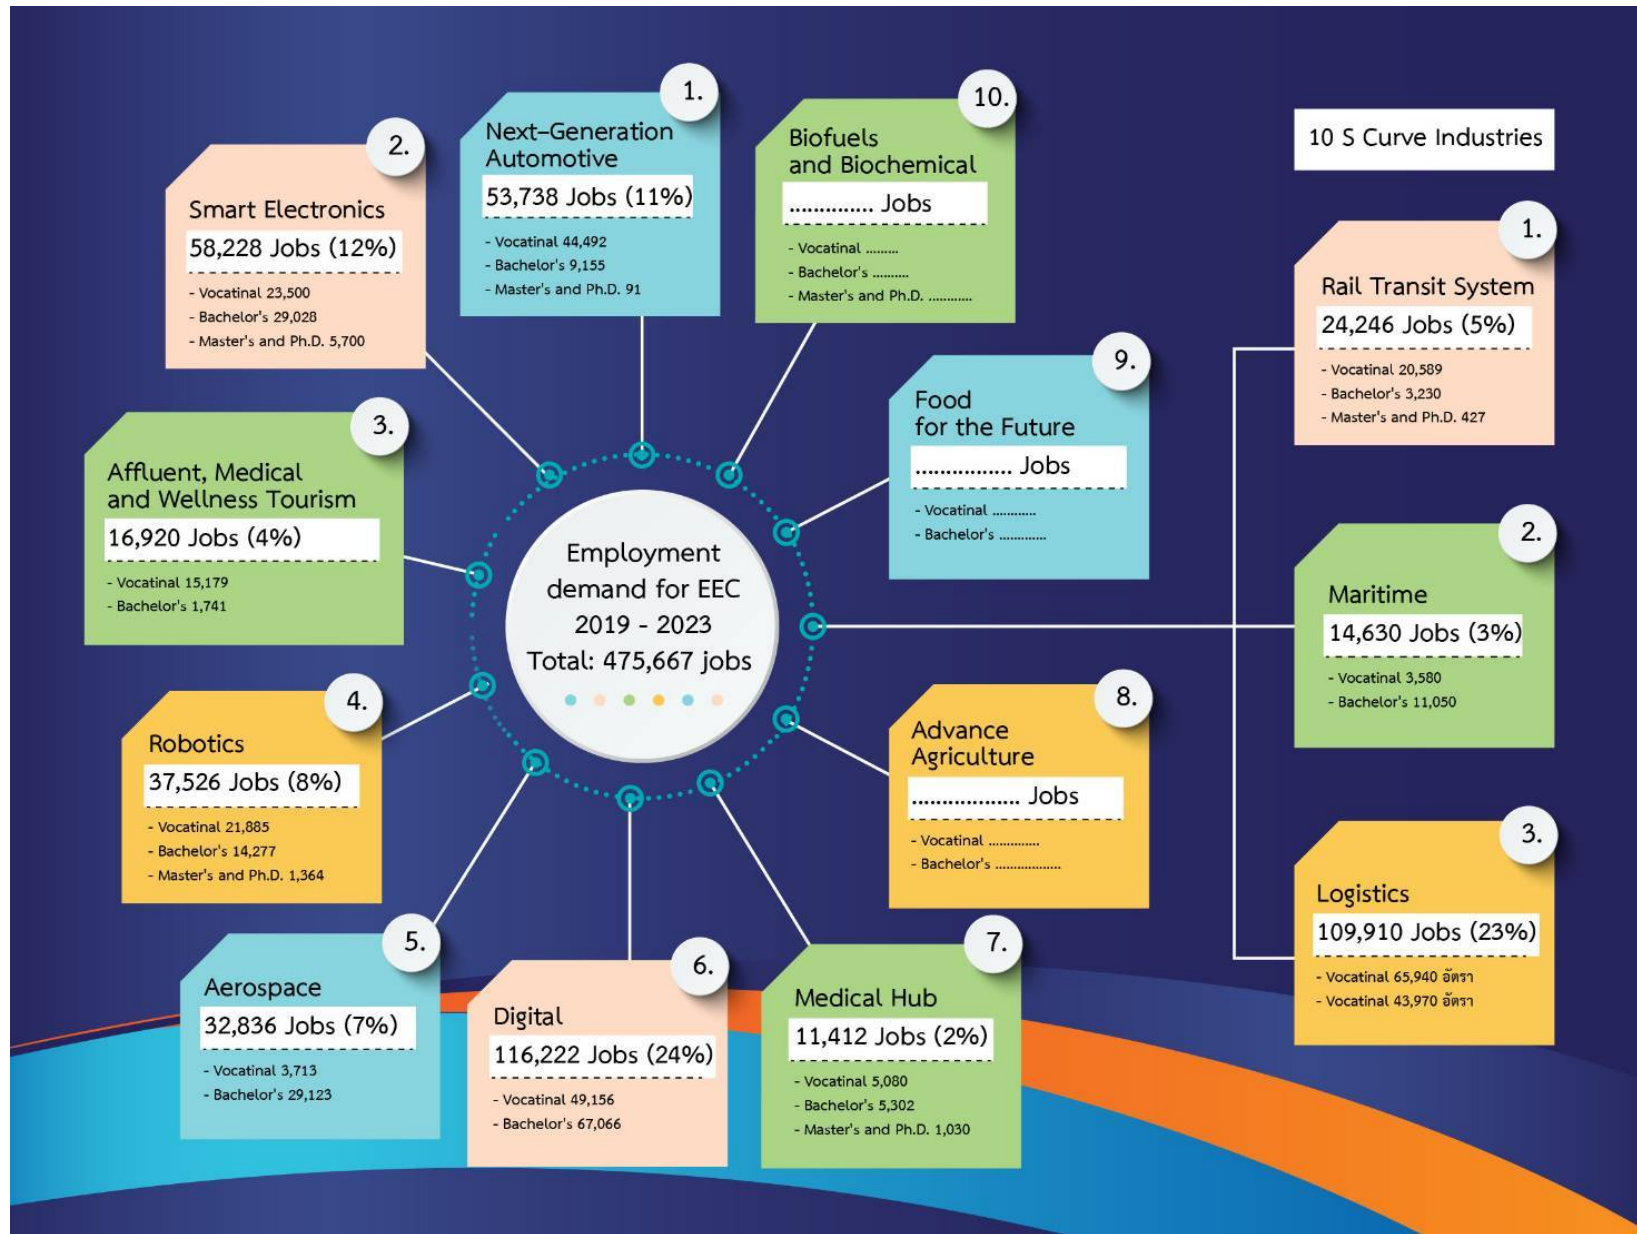 10 S Curve Industries
Employment
demand for EEC
2019 - 2023
Total: 475,667 jobs
1.
Next-Generation
Automotive
53,738 Jobs (11%)
- Vocatinal 44,492
- Bachelor's 9,155
- Master's and Ph.D. 91
2.
Smart Electronics
58,228 Jobs (12%)
- Vocatinal 23,500
- Bachelor's 29,028
- Master's and Ph.D. 5,700
3.
Affluent, Medical
and Wellness Tourism
16,920 Jobs (4%)
- Vocatinal 15,179
- Bachelor's 1,741
4.
Robotics
37,526 Jobs (8%)
- Vocatinal 21,885
- Bachelor's 14,277
- Master's and Ph.D. 1,364
5.
Aerospace
32,836 Jobs (7%)
- Vocatinal 3,713
- Bachelor's 29,123
6.
Digital
116,222 Jobs (24%)
- Vocatinal 49,156
- Bachelor's 67,066
7.
Medical Hub
11,412 Jobs (2%)
- Vocatinal 5,080
- Bachelor's 5,302
- Master's and Ph.D. 1,030
8.
Advance
Agriculture
................... Jobs
- Vocatinal ..............
- Bachelor's ..................
9.
Food
for the Future
................. Jobs
- Vocatinal ............
- Bachelor's .............
10.
Biofuels
and Biochemical
.............. Jobs
- Vocatinal .........
- Bachelor's ..........
- Master's and Ph.D. ............
1.
Rail Transit System
24,246 Jobs (5%)
- Vocatinal 20,589
- Bachelor's 3,230
- Master's and Ph.D. 427
2.
Maritime
14,630 Jobs (3%)
- Vocatinal 3,580
- Bachelor's 11,050
3.
Logistics
109,910 Jobs (23%)
- Vocatinal 65,940 อัตรา
- Vocatinal 43,970 อัตรา